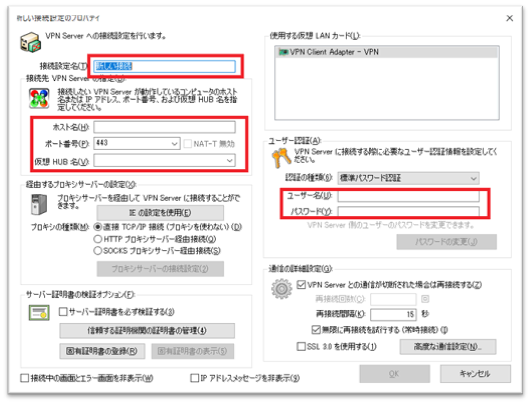 新しい接続設定のプロパティ
VPN Server への接続設定を行います。
接続設定名(T):
新しい接続
接続先 VPN Server の指定(G):
接続したい VPN Server が動作しているコンピュータのホスト
名または IP アドレス、ポート番号、および仮想 HUB 名を指
定してください。
ホスト名(H):
ポート番号(P): 443
NAT-T 無効
仮想 HUB 名(V):
経由するプロキシサーバーの設定(O):
プロキシサーバーを経由して VPN Server に接続することがで
きます。
IE の設定を使用(E)
プロキシの種類(M):
直接 TCP/IP 接続 (プロキシを使わない) (D)
HTTP プロキシサーバー経由接続(G)
SOCKS プロキシサーバー経由接続(S)
プロキシサーバーの接続設定(2)
サーバー証明書の検証オプション(F):
サーバー証明書を必ず検証する(3)
信頼する証明機関の証明書の管理(4)
固有証明書の登録(R)
固有証明書の表示(5)
接続中の画面とエラー画面を非表示(W)
IP アドレスメッセージを非表示(9)
使用する仮想 LAN カード(L):
VPN Client Adapter - VPN
ユーザー認証(A):
VPN Server に接続する際に必要なユーザー認証情報を設定してく
ださい。
認証の種類(6): 標準パスワード認証
ユーザー名(U):
パスワード(Y):
VPN Server 側のユーザーのパスワードを変更できます。
パスワードの変更(J)
通信の詳細設定(8):
VPN Server との通信が切断された場合は再接続する(Z)
再接続回数(C): 回
再接続間隔(K): 15 秒
無限に再接続を試行する (常時接続) (I)
SSL 3.0 を使用する(1)
高度な通信設定(N)..
OK
キャンセル